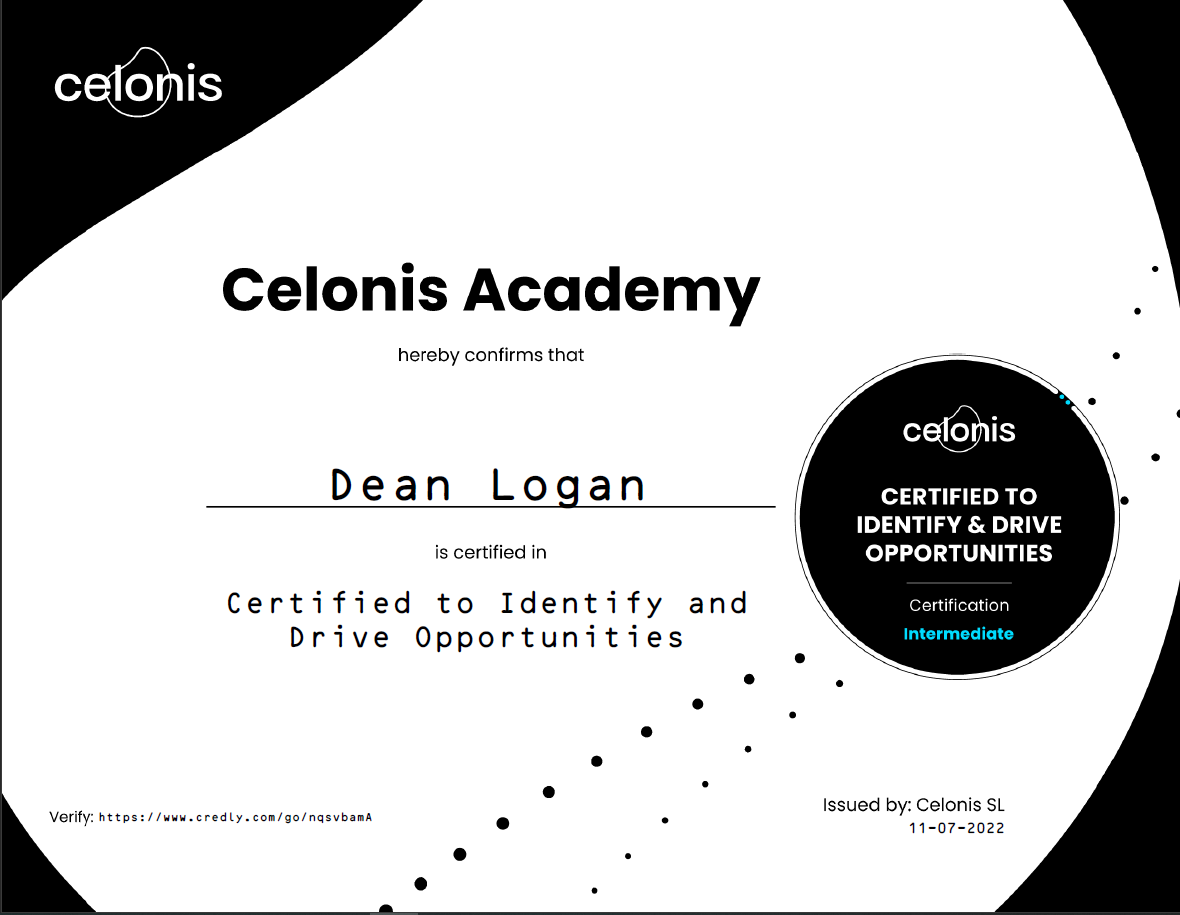 celonis
Celonis Academy
hereby confirms that
Dean Logan
is certified in
Certified to Identify and
Drive Opportunities
celonis
CERTIFIED TO
IDENTIFY & DRIVE
OPPORTUNITIES
Certification
Intermediate
Verify: https://www.credly.com/go/nqsvbamA
Issued by: Celonis SL
11-07-2022